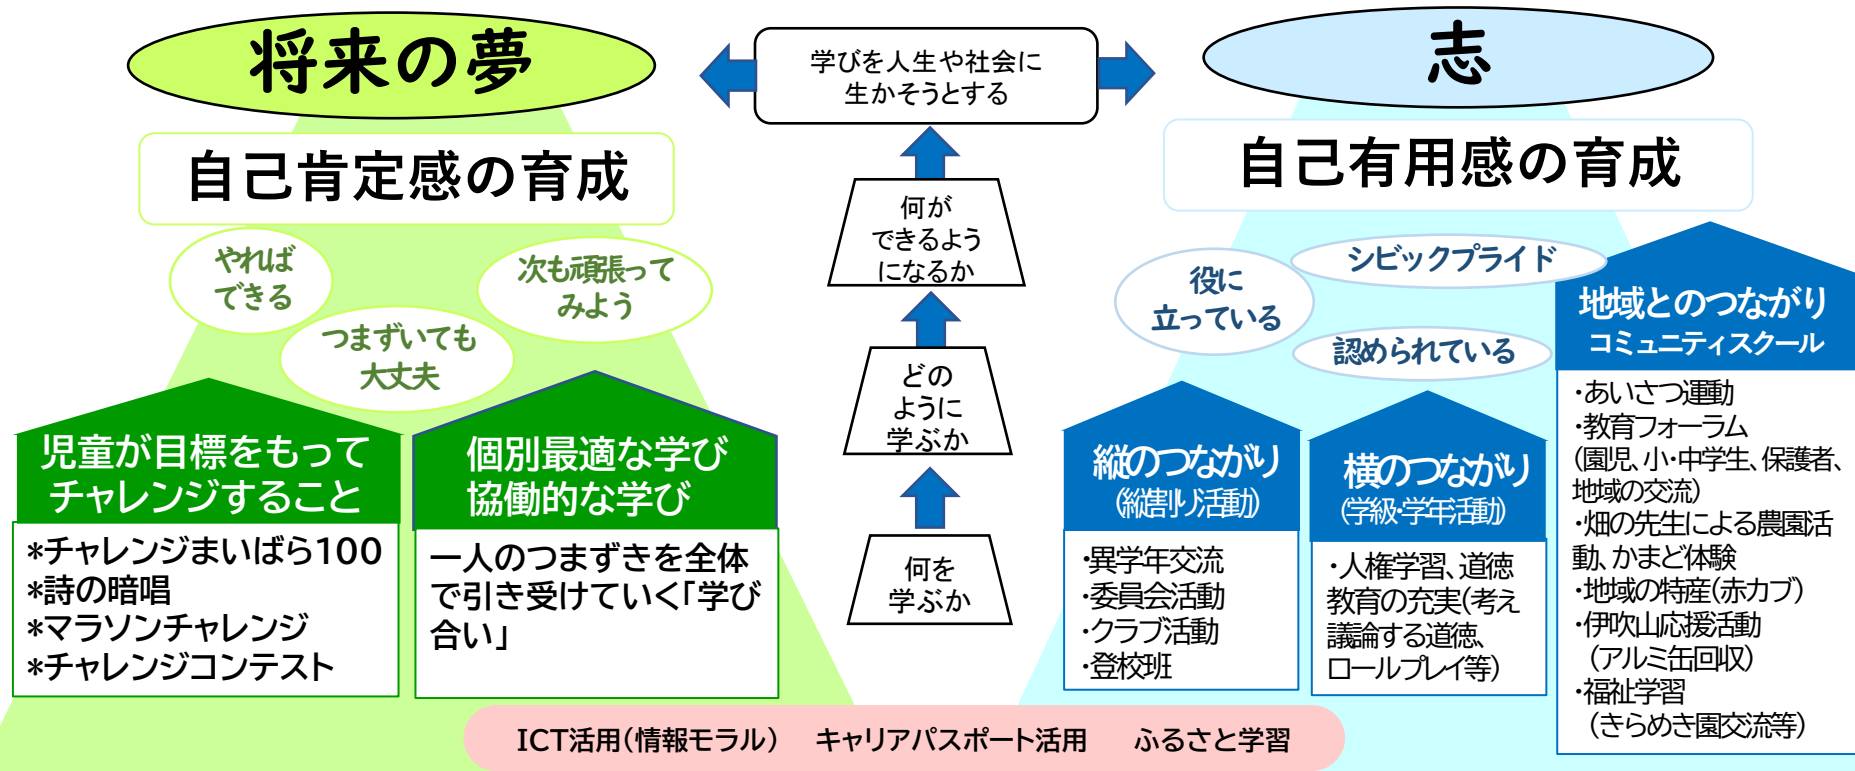 将来の夢
自己肯定感の育成
やれば
できる
次も頑張って
みよう
つまずいても
大丈夫
児童が目標をもって
チャレンジすること
*チャレンジまいばら100
*詩の暗唱
*マラソンチャレンジ
*チャレンジコンテスト
個別最適な学び
協働的な学び
一人のつまずきを全体
で引き受けていく「学び
合い」
学びを人生や社会に
生かそうとする
何が
できるよう
になるか
どの
ように
学ぶか
何を
学ぶか
志
自己有用感の育成
役に
立っている
シビックプライド
認められている
縦のつながり
(縦割り活動)
・異学年交流
・委員会活動
・クラブ活動
・登校班
横のつながり
(学級・学年活動)
・人権学習、道徳
教育の充実(考え
議論する道徳、
ロールプレイ等)
地域とのつながり
コミュニティスクール
・あいさつ運動
・教育フォーラム
(園児、小・中学生、保護者、
地域の交流)
・畑の先生による農園活
動、かまど体験
・地域の特産(赤カブ)
・伊吹山応援活動
(アルミ缶回収)
・福祉学習
(きらめき園交流等)
ICT活用(情報モラル) キャリアパスポート活用 ふるさと学習